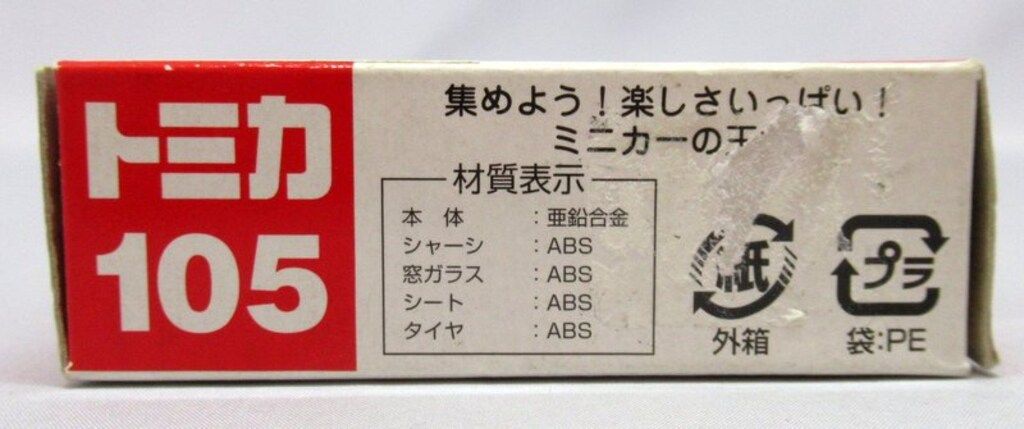 トミカ
105
集めよう！楽しさいっぱい！
ミニカーの王
材質表示
本体：亜鉛合金
シャーシ：ABS
窓ガラス：ABS
シート：ABS
タイヤ：ABS
紙
外箱
プラ
袋：PE